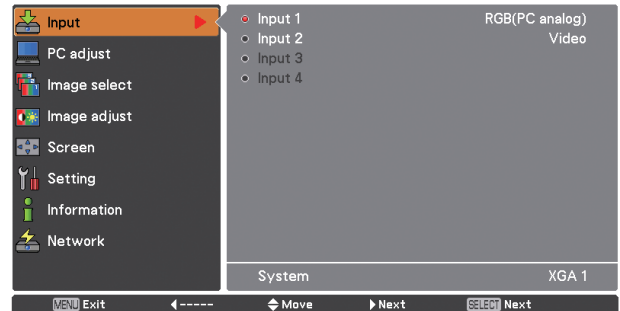 Input
PC adjust
Image select
Image adjust
Screen
Setting
Information
Network
Input 1 RGB(PC analog)
Input 2 Video
Input 3
Input 4
System XGA 1
MENU Exit ----- Move Next SELECT Next